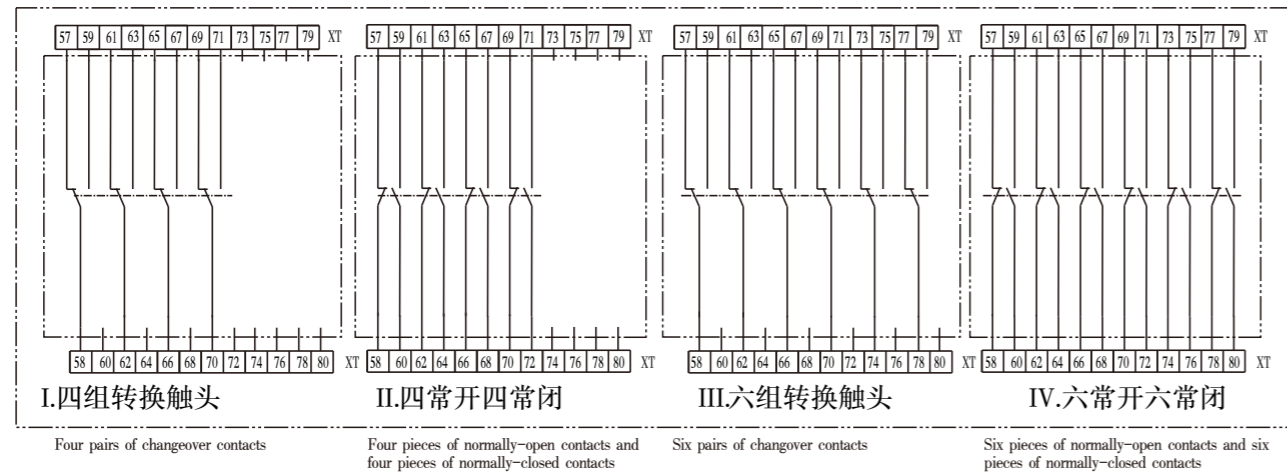 57 59 61 63 65 67 69 71 73 75 77 79 XT
57 59 61 63 65 67 69 71 73 75 77 79 XT
57 59 61 63 65 67 69 71 73 75 77 79 XT
57 59 61 63 65 67 69 71 73 75 77 79 XT
58 60 62 64 66 68 70 72 74 76 78 80 XT
58 60 62 64 66 68 70 72 74 76 78 80 XT
58 60 62 64 66 68 70 72 74 76 78 80 XT
58 60 62 64 66 68 70 72 74 76 78 80 XT
I.四组转换触头
II.四常开四常闭
III.六组转换触头
IV.六常开六常闭
Four pairs of changeover contacts
Four pieces of normally-open contacts and
four pieces of normally-closed contacts
Six pairs of changover contacts
Six pieces of normally-open contacts and six
pieces of normally-closed contacts